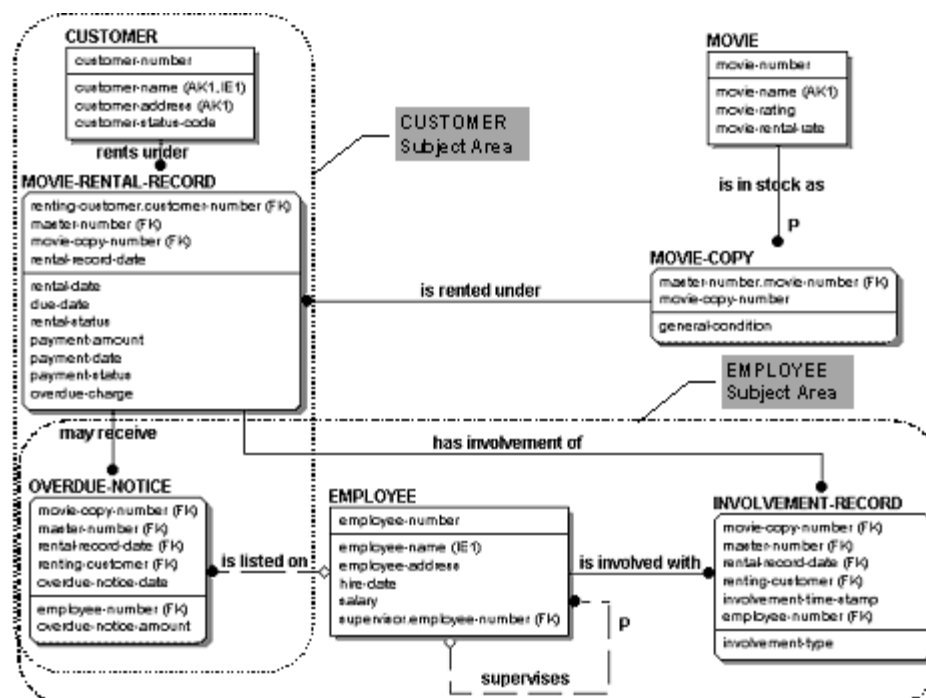 CUSTOMER
customer-number
customer-name (AK1,IE1)
customer-address (AK1)
customer-status-code
rents under
MOVIE-RENTAL-RECORD
renting-customer.customer-number (FK)
master-number (FK)
movie-copy-number (FK)
rental-record-date
rental-date
due-date
rental-status
payment-amount
payment-date
payment-status
overdue-charge
CUSTOMER
Subject Area
MOVIE
movie-number
movie-name (AK1)
movie-rating
movie-rental-rate
is in stock as
P
MOVIE-COPY
master-number.movie-number (FK)
movie-copy-number
general-condition
is rented under
EMPLOYEE
Subject Area
may receive
has involvement of
OVERDUE-NOTICE
movie-copy-number (FK)
master-number (FK)
rental-record-date (FK)
renting-customer (FK)
overdue-notice-date
employee-number (FK)
overdue-notice-amount
is listed on
EMPLOYEE
employee-number
employee-name (IE1)
employee-address
hire-date
salary
supervisor.employee-number (FK)
P
supervises
is involved with
INVOLVEMENT-RECORD
movie-copy-number (FK)
master-number (FK)
rental-record-date (FK)
renting-customer (FK)
involvement-time-stamp
employee-number (FK)
involvement-type